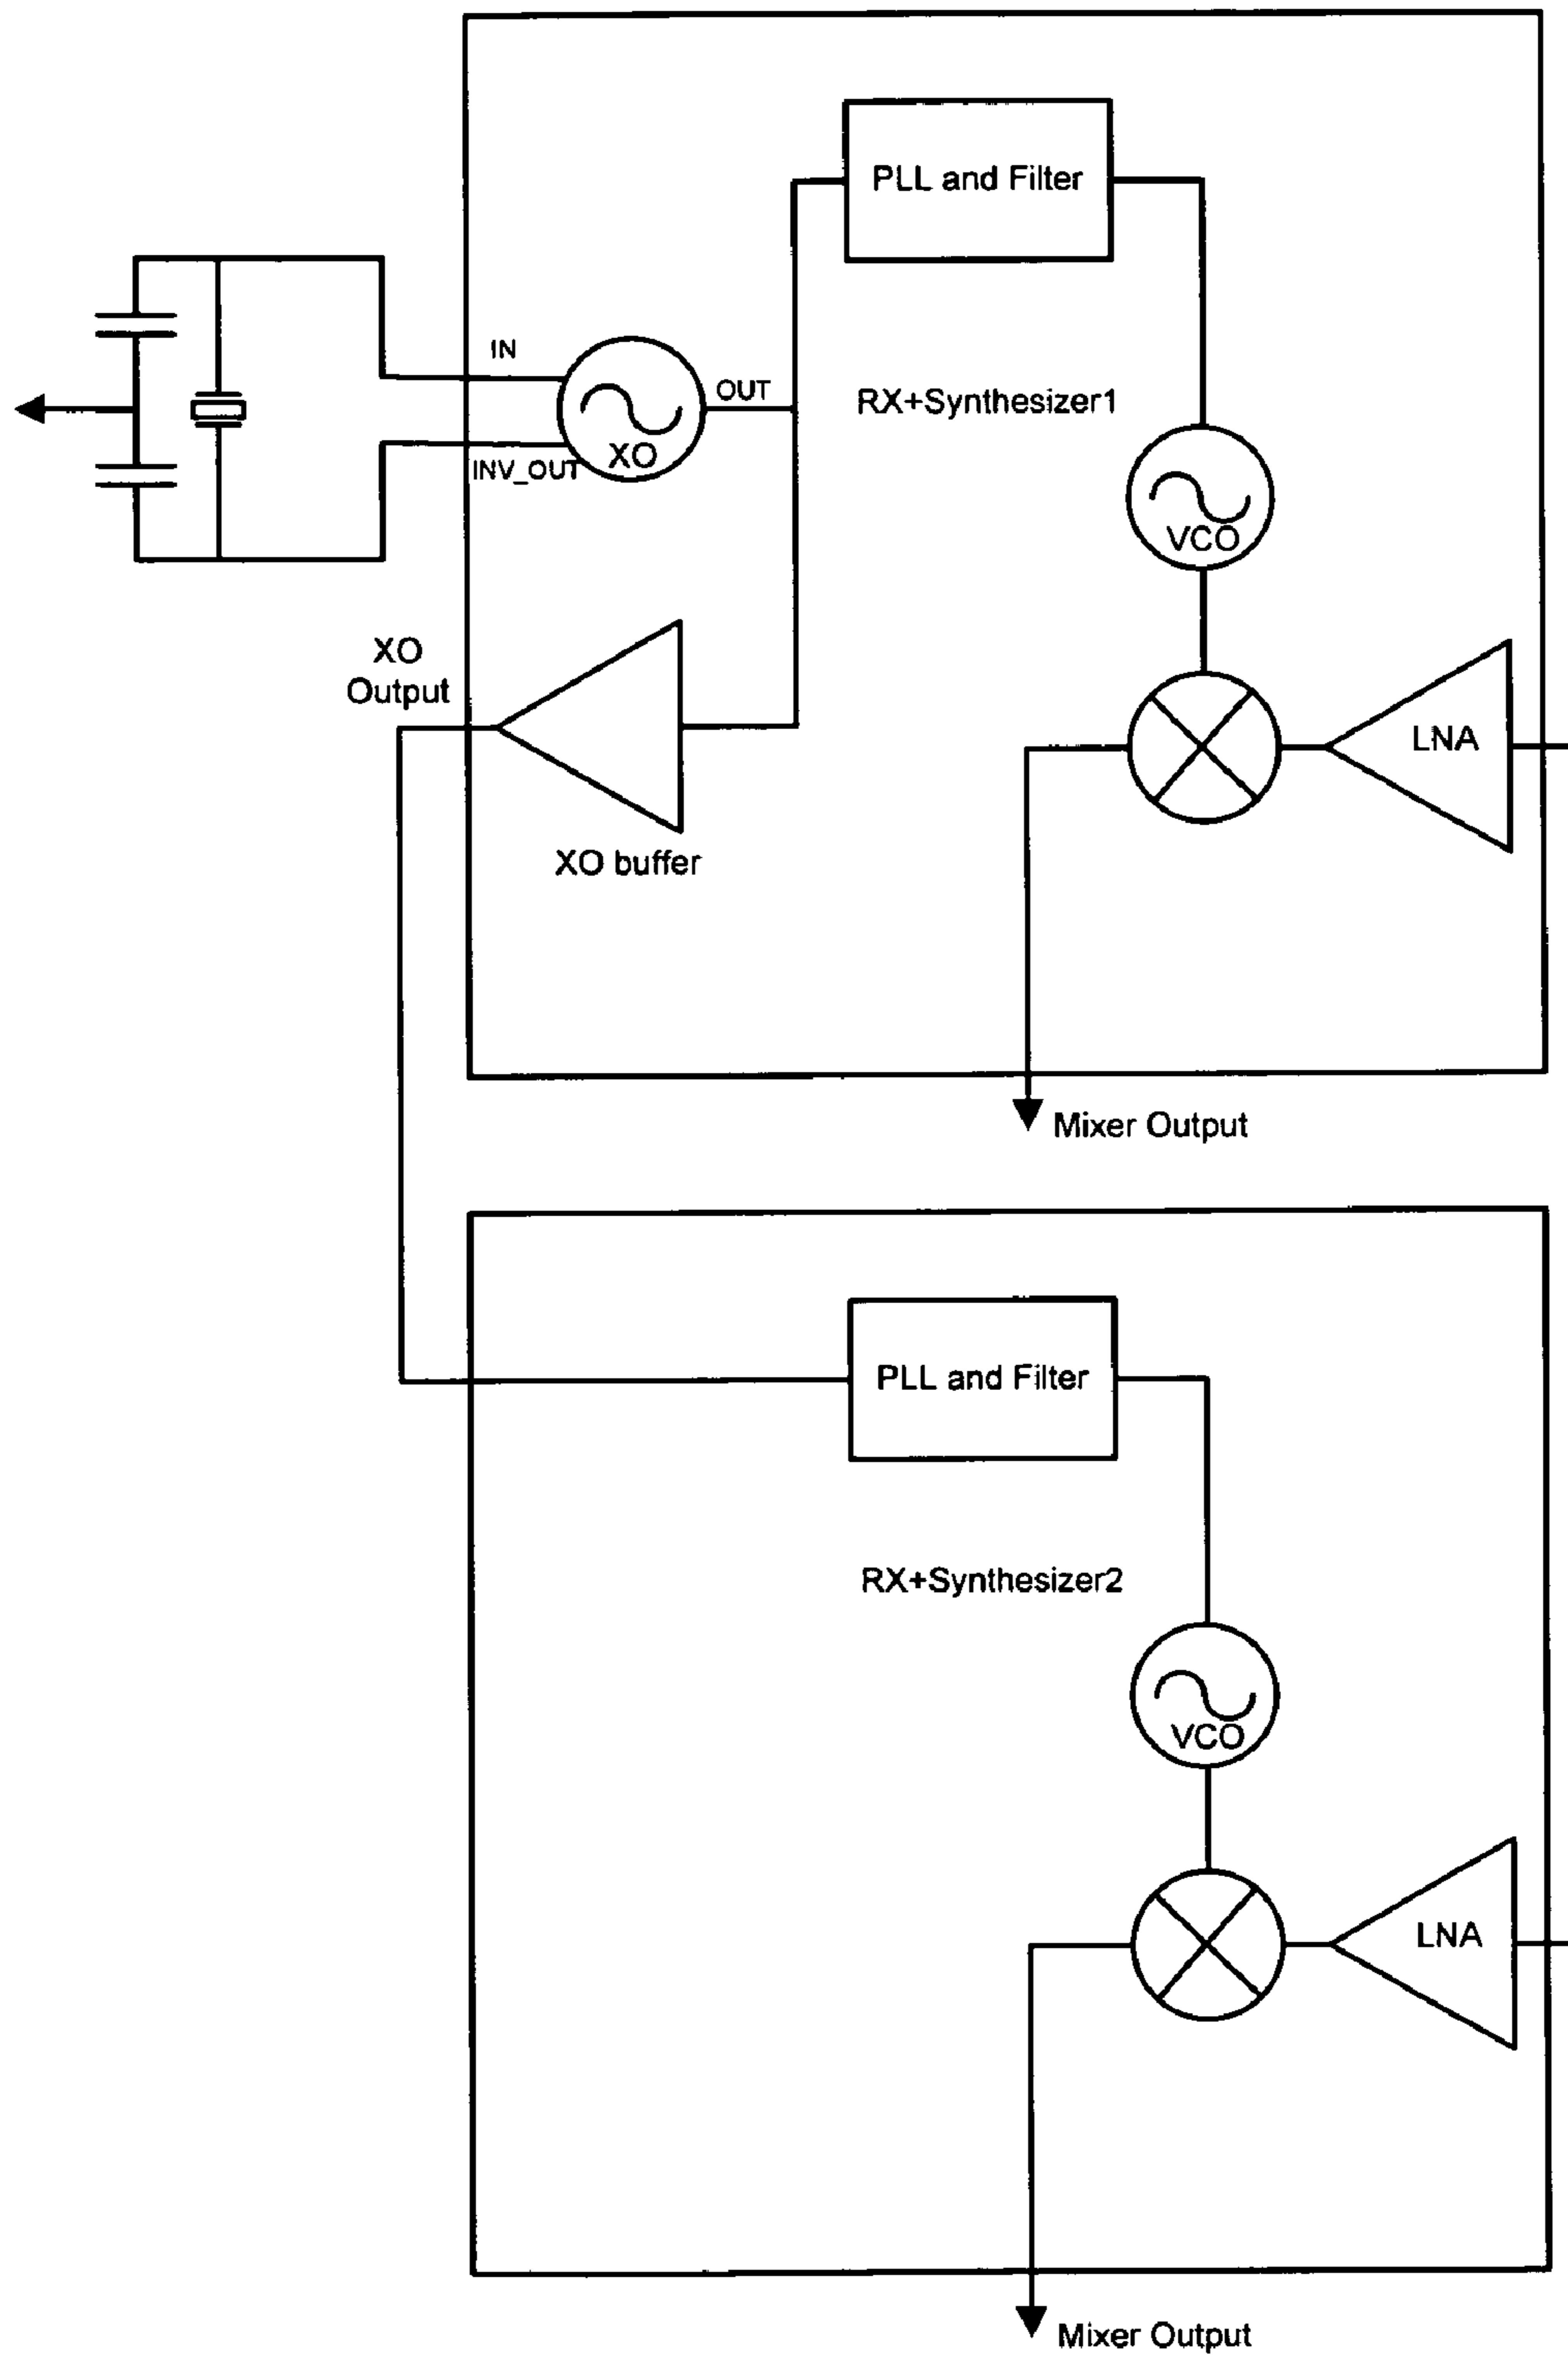 PLL and Filter
IN
OUT
RX+Synthesizer1
XO
INV_OUT
VCO
XO
Output
LNA
XO buffer
Mixer Output
PLL and Filter
RX+Synthesizer2
VCO
LNA
Mixer Output